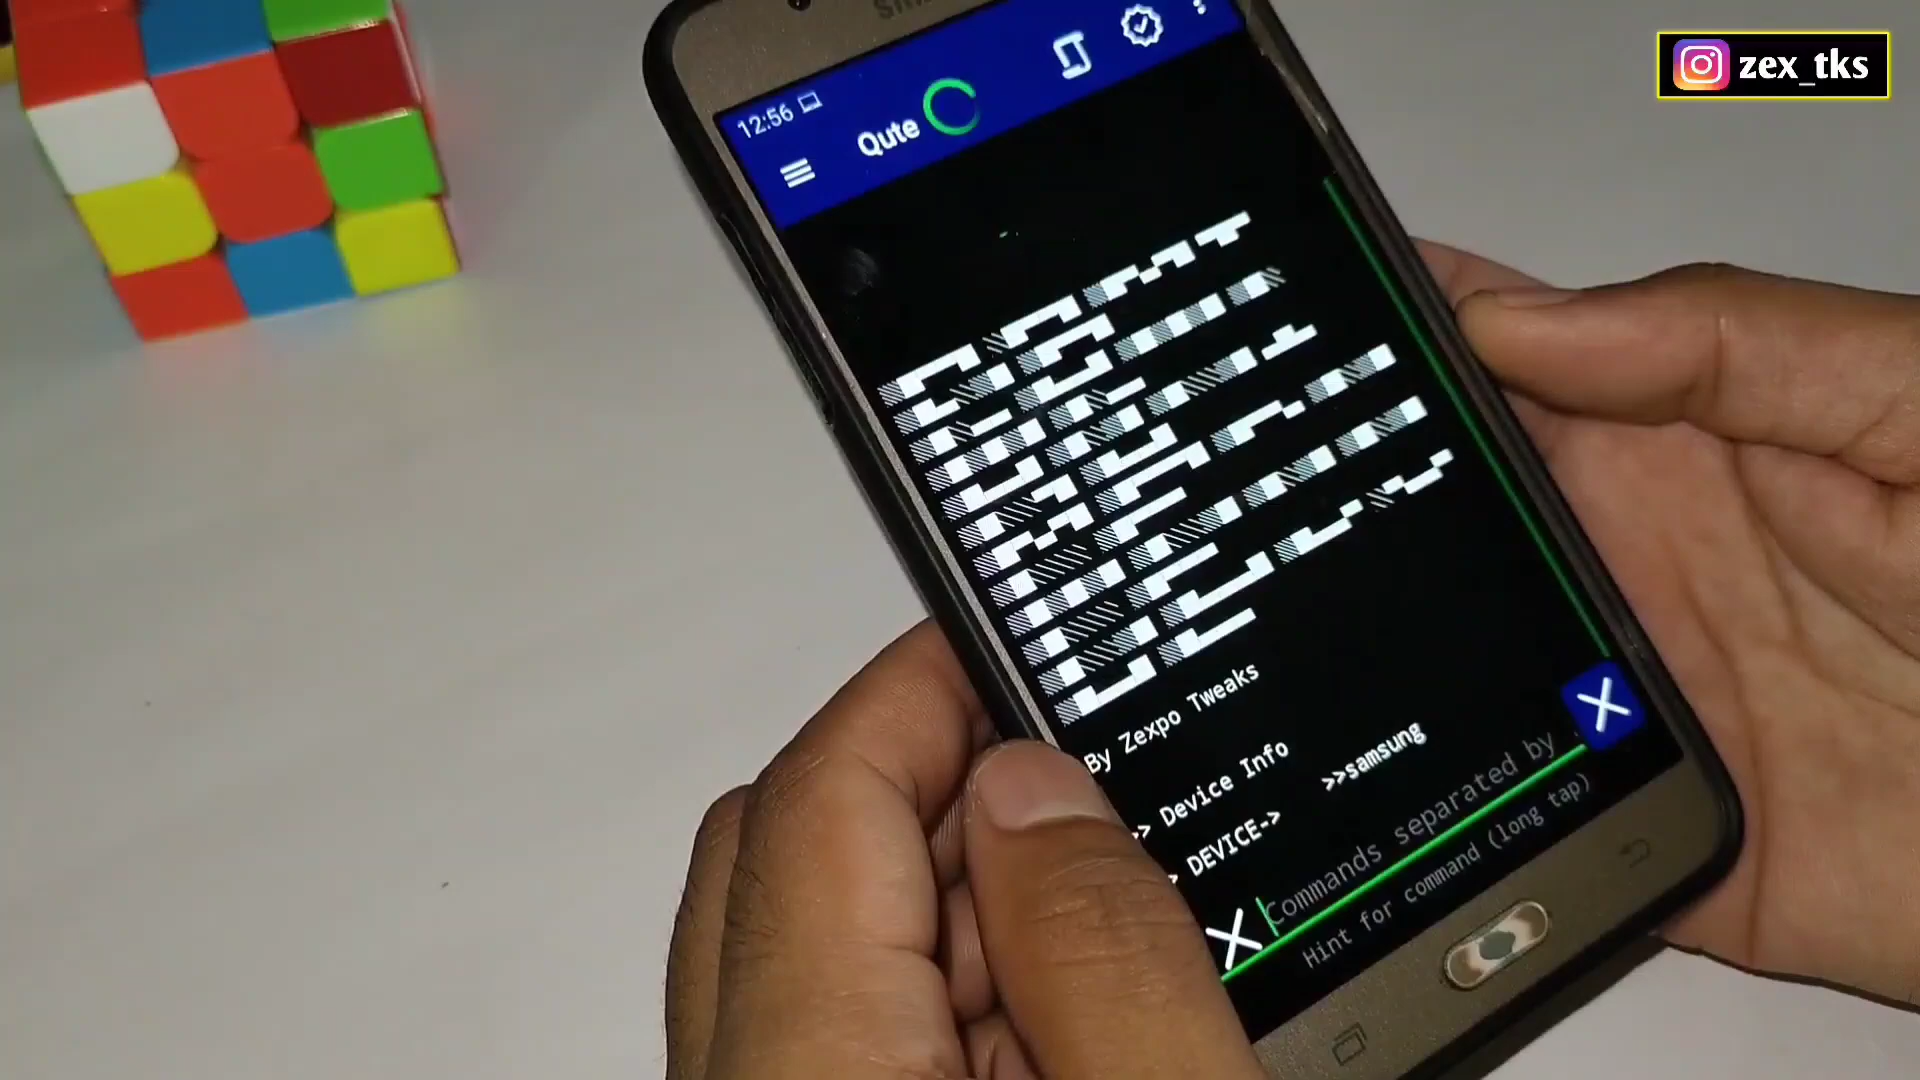 zex_tks
12:56
Qute
By Zexpo Tweaks
Device Info
DEVICE-> >>samsung
Commands separated by
Hint for command (long tap)